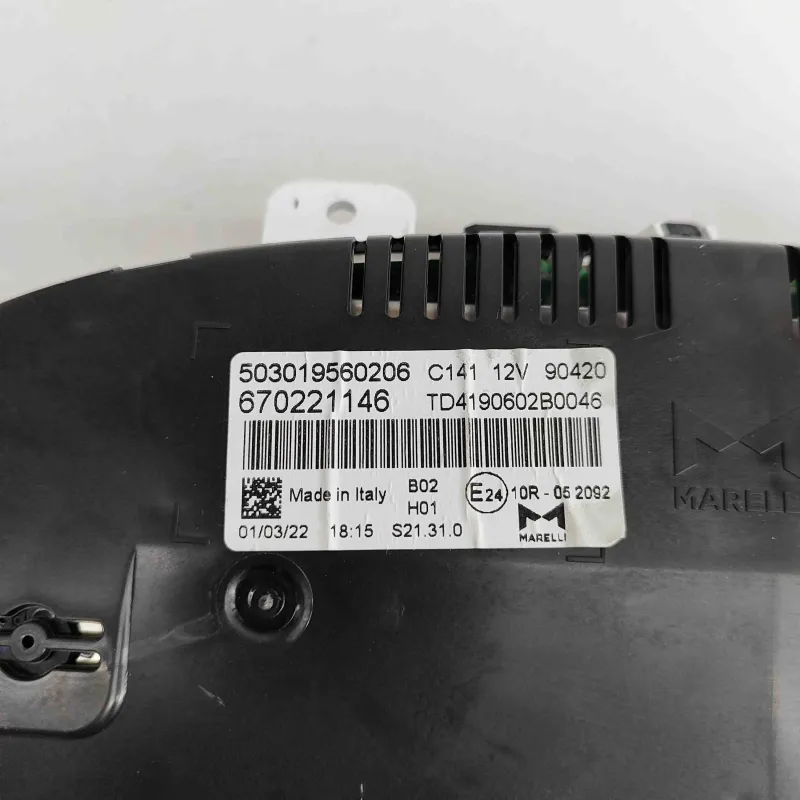 503019560206 C141 12V 90420
670221146 TD4190602B0046
Made in Italy B02 H01 E24 10R - 05 2092
01/03/22 18:15 S21.31.0 MARELLI
MARELLI